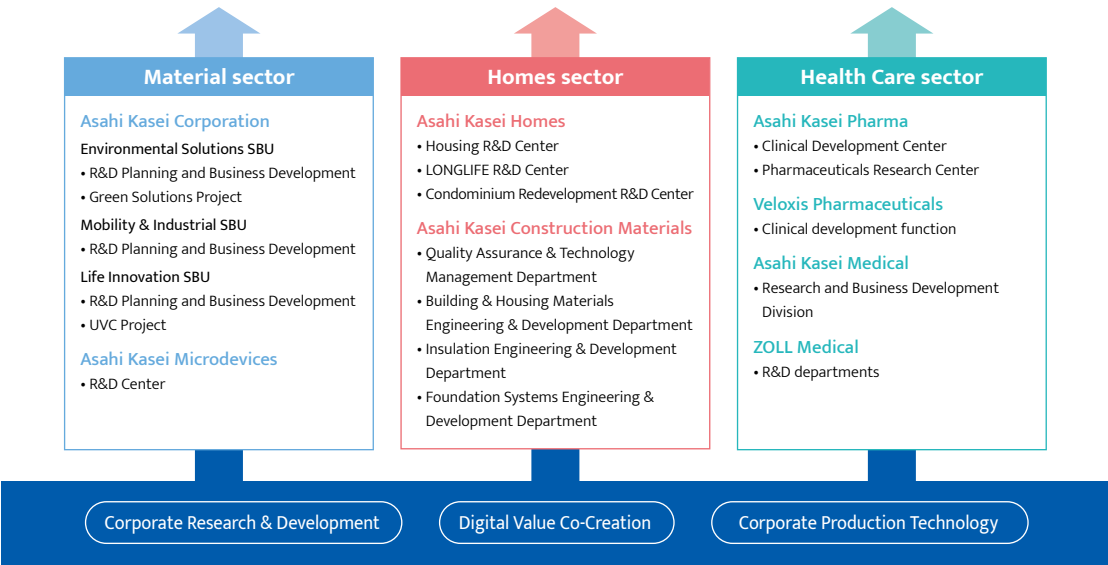 Material sector
Asahi Kasei Corporation
Environmental Solutions SBU
• R&D Planning and Business Development
• Green Solutions Project
Mobility & Industrial SBU
• R&D Planning and Business Development
Life Innovation SBU
• R&D Planning and Business Development
• UVC Project
Asahi Kasei Microdevices
• R&D Center
Homes sector
Asahi Kasei Homes
• Housing R&D Center
• LONGLIFE R&D Center
• Condominium Redevelopment R&D Center
Asahi Kasei Construction Materials
• Quality Assurance & Technology
Management Department
• Building & Housing Materials
Engineering & Development Department
• Insulation Engineering & Development
Department
• Foundation Systems Engineering &
Development Department
Health Care sector
Asahi Kasei Pharma
• Clinical Development Center
• Pharmaceuticals Research Center
Veloxis Pharmaceuticals
• Clinical development function
Asahi Kasei Medical
• Research and Business Development
Division
ZOLL Medical
• R&D departments
Corporate Research & Development
Digital Value Co-Creation
Corporate Production Technology